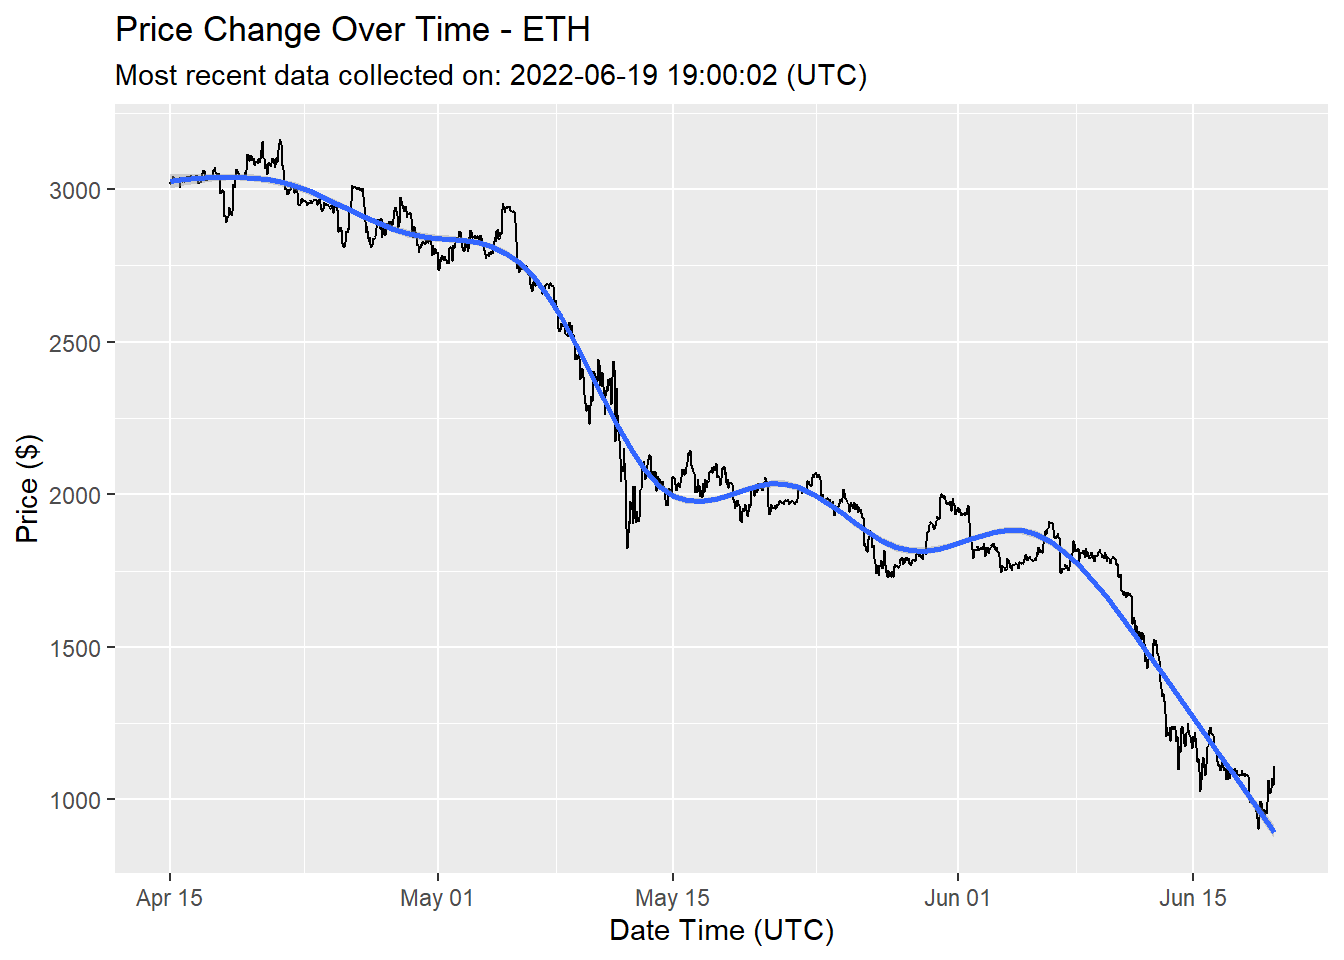 Price Change Over Time - ETH
Most recent data collected on: 2022-06-19 19:00:02 (UTC)
3000
2500
2000
1500
1000
Price ($)
Apr 15
May 01
May 15
Jun 01
Jun 15
Date Time (UTC)